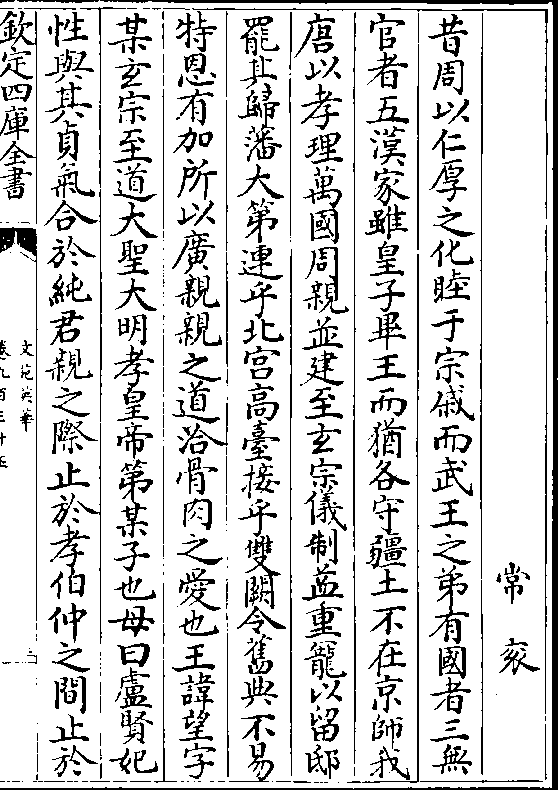 常袞
昔周以仁厚之化睦于宗戚而武王之弟有國者三無
官者五漢家雖皇子畢王而猶各守疆土不在京師我
唐以孝理萬國周親並建至玄宗儀制益重寵以留邸
罷其歸藩大第連乎北宫高臺接乎雙闕令舊典不易
特恩有加所以廣親親之道洽骨肉之愛也王諱望字
某玄宗至道大聖大明孝皇帝第某子也母曰盧賢妃
性與其貞氣合於純君親之際止於孝伯仲之間止於
欽定四庫全書
文苑英華
卷九百三十五
三